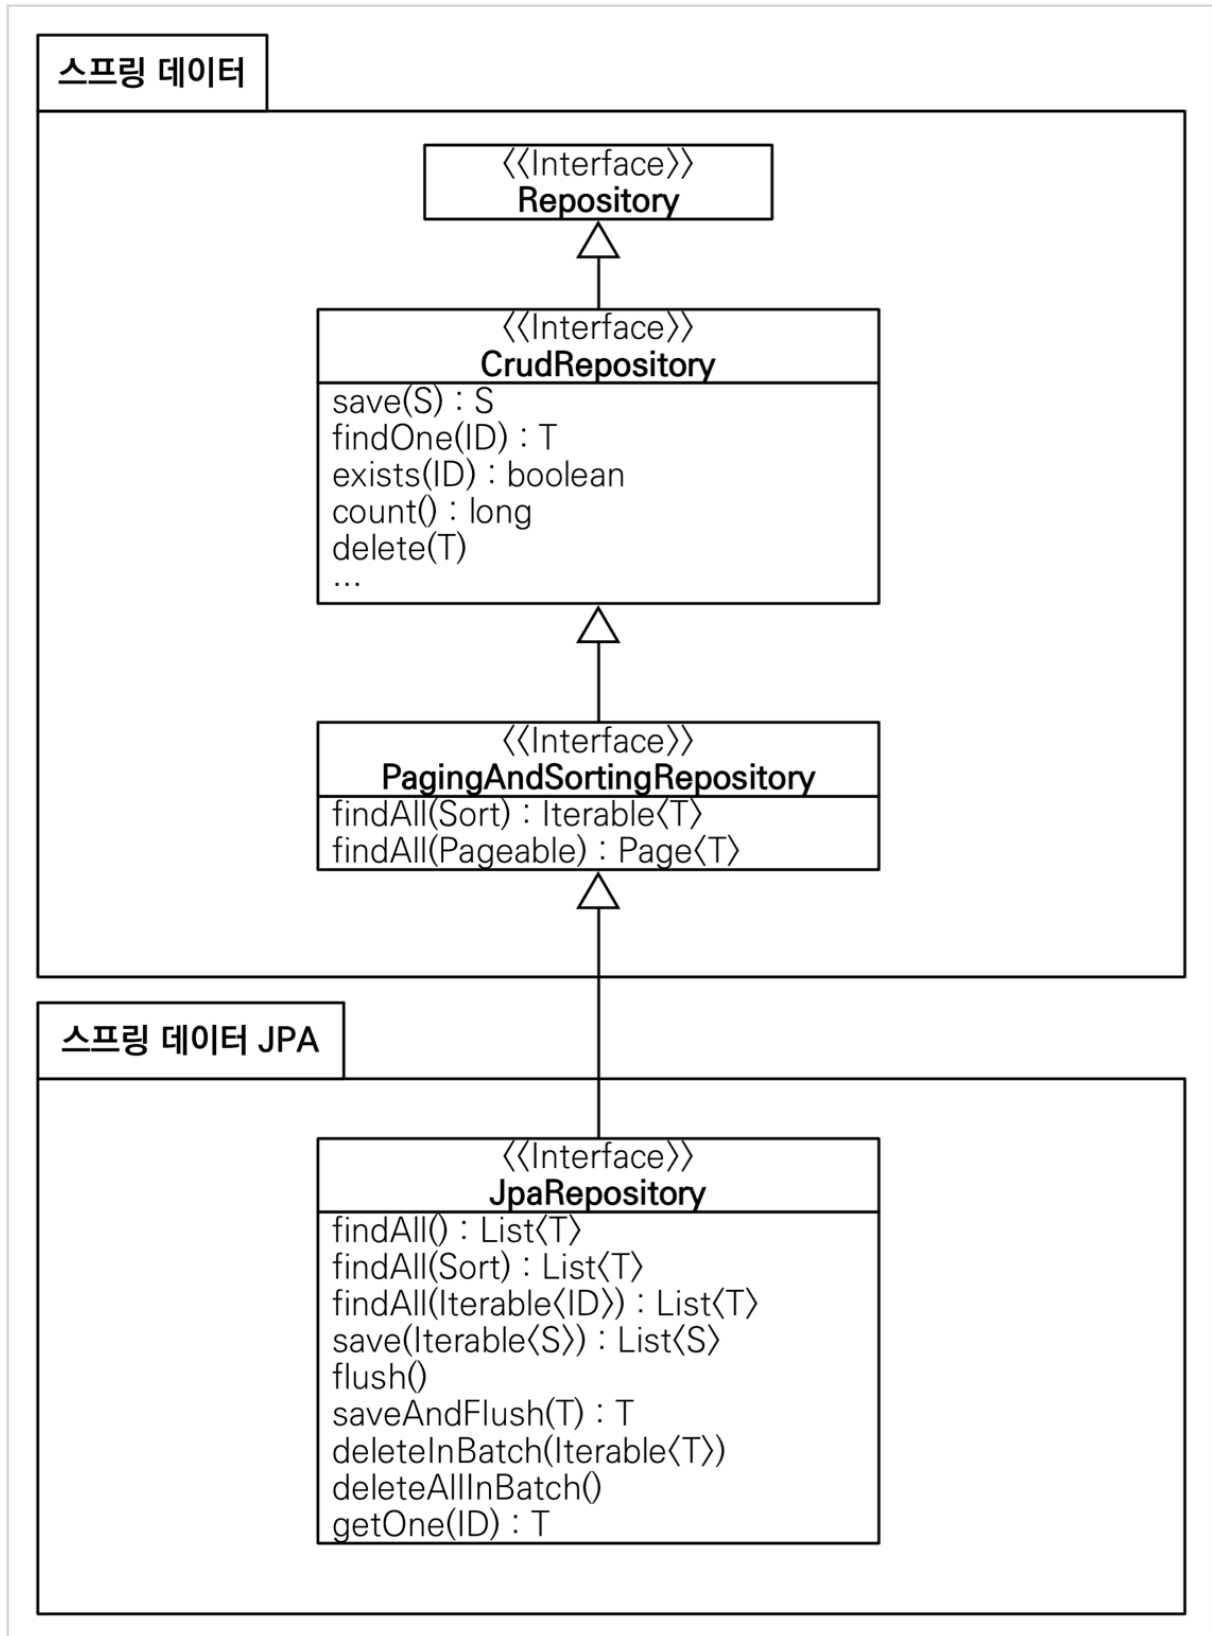 스프링 데이터
〈〈Interface〉〉
Repository
〈〈Interface〉〉
CrudRepository
save(S) : S
findOne(ID) : T
exists(ID) : boolean
count() : long
delete(T)
...
〈〈Interface〉〉
PagingAndSortingRepository
findAll(Sort) : Iterable〈T〉
findAll(Pageable) : Page〈T〉
스프링 데이터 JPA
〈〈Interface〉〉
JpaRepository
findAll() : List〈T〉
findAll(Sort) : List〈T〉
findAll(Iterable〈ID〉) : List〈T〉
save(Iterable〈S〉) : List〈S〉
flush()
saveAndFlush(T) : T
deleteInBatch(Iterable〈T〉)
deleteAllInBatch()
getOne(ID) : T